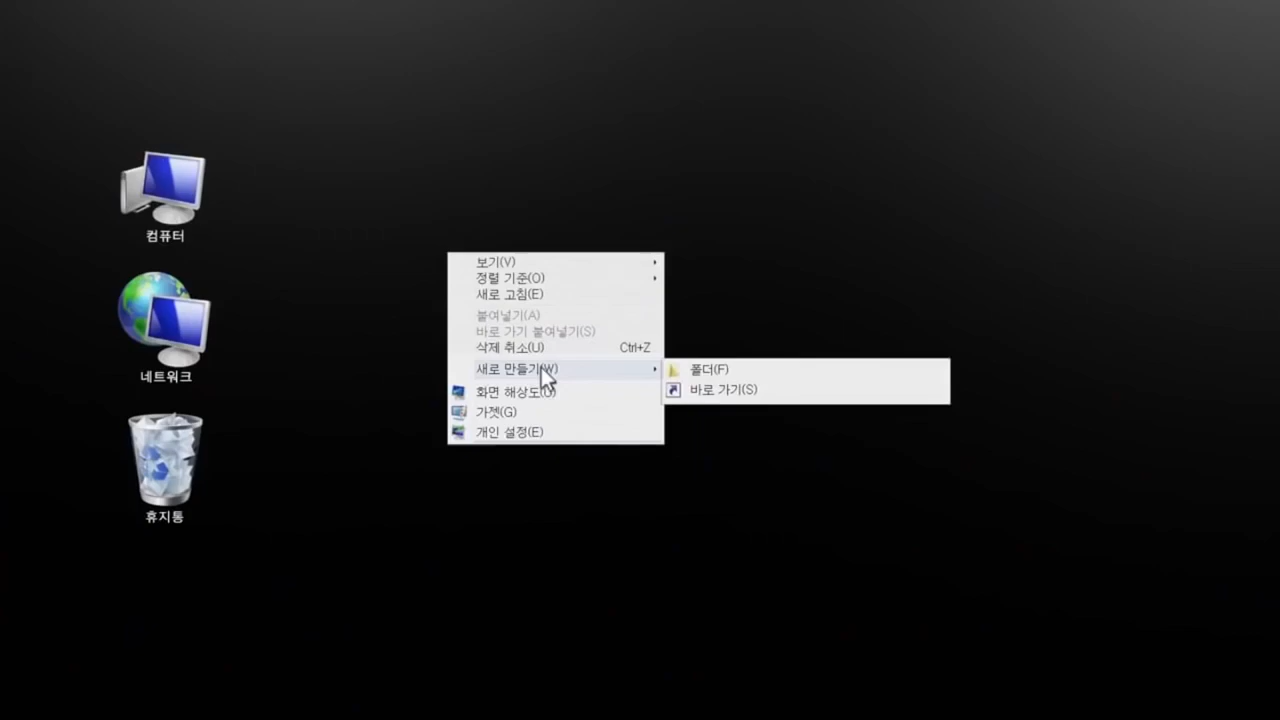 컴퓨터
네트워크
휴지통
보기(V)
정렬 기준(O)
새로 고침(E)
붙여넣기(A)
바로 가기 붙여넣기(S)
삭제 취소(U) Ctrl+Z
새로 만들기(W)
화면 해상도
가젯(G)
개인 설정(E)
폴더(F)
바로 가기(S)